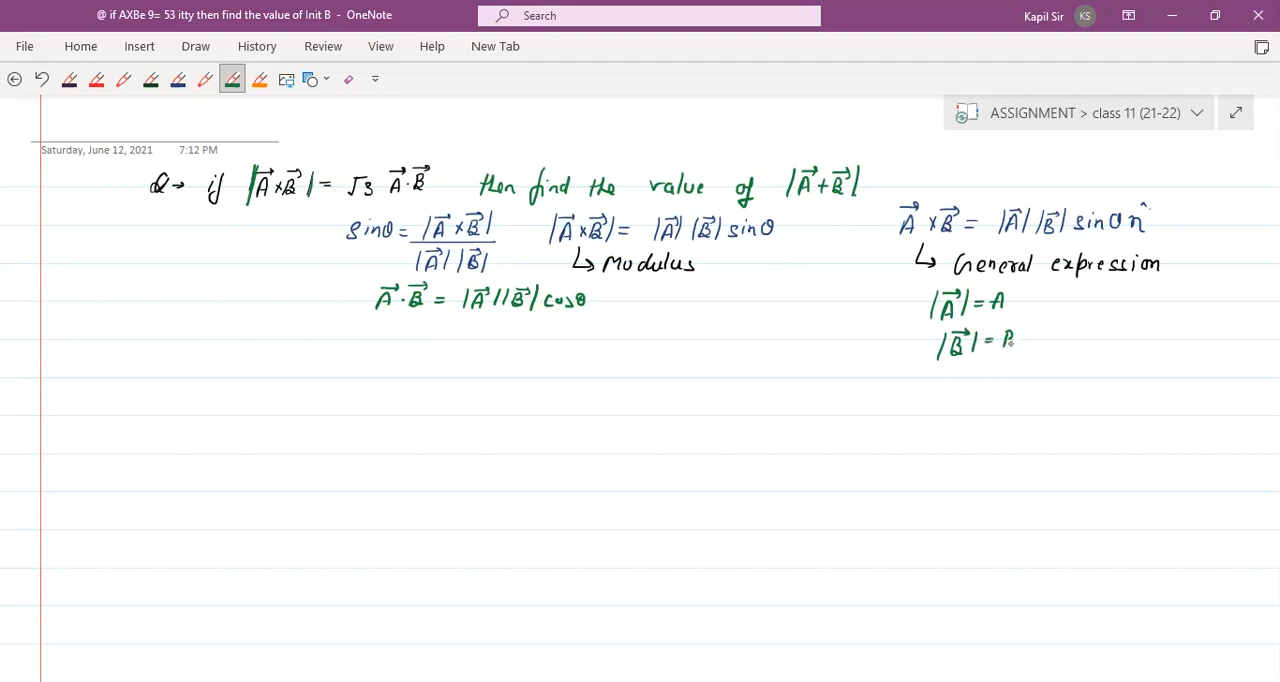 @ if AXBe 9= 53 itty then find the value of Init B - OneNote
Search
Kapil Sir KS
File Home Insert Draw History Review View Help New Tab
ASSIGNMENT > class 11 (21-22)
Saturday, June 12, 2021 7:12 PM
Q→ if |A⃗×B⃗| = √3 A⃗·B⃗ then find the value of |A⃗+B⃗|
sinθ = |A⃗×B⃗| / |A⃗| |B⃗|
|A⃗×B⃗| = |A⃗| |B⃗| sinθ
↳ Modulus
A⃗×B⃗ = |A⃗| |B⃗| sinθ n̂
↳ General expression
A⃗·B⃗ = |A⃗| |B⃗| cosθ
|A⃗| = A
|B⃗| =